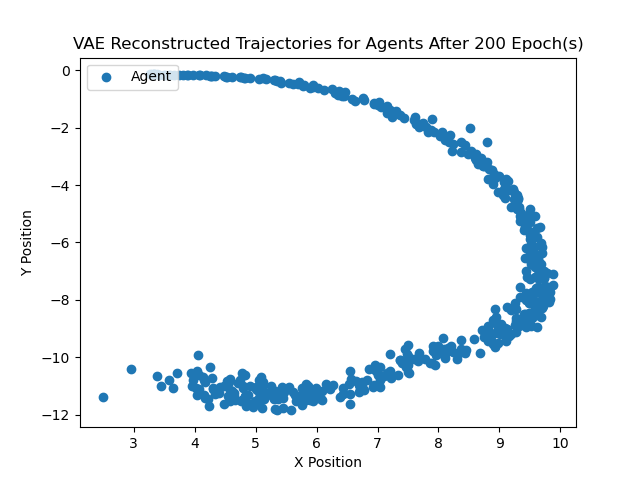 VAE Reconstructed Trajectories for Agents After 200 Epoch(s)
Agent
0
−2
−4
−6
−8
−10
−12
Y Position
3 4 5 6 7 8 9 10
X Position